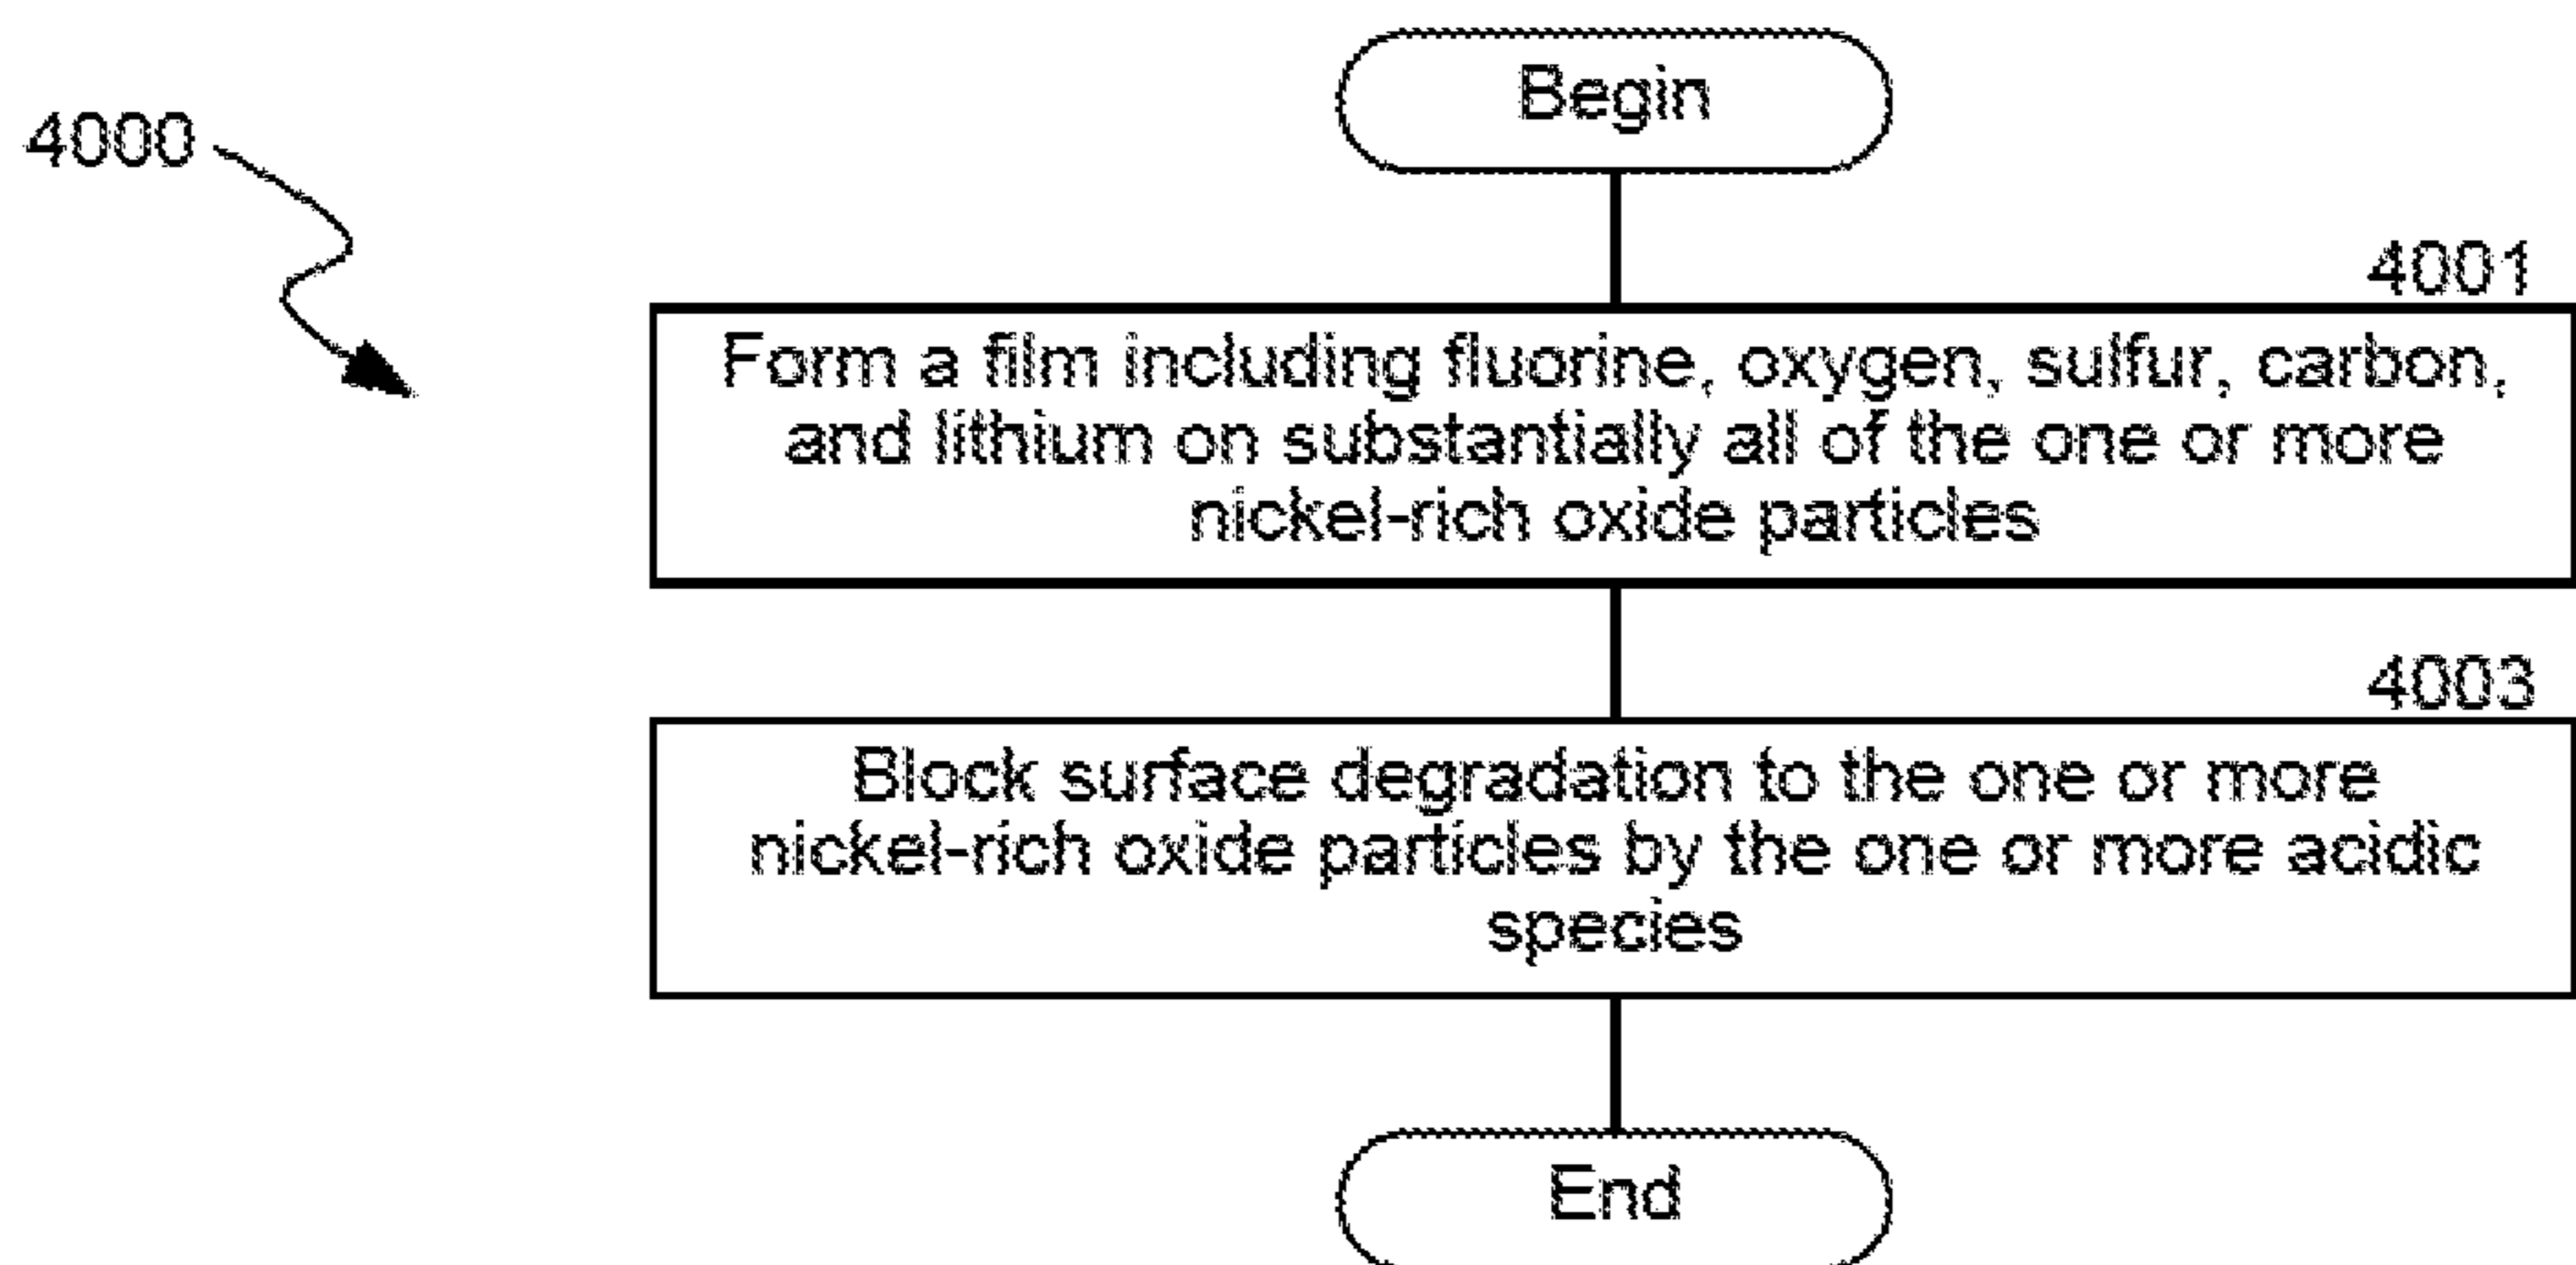 Begin
4000
4001
Form a film including fluorine, oxygen, sulfur, carbon,
and lithium on substantially all of the one or more
nickel-rich oxide particles
4003
Block surface degradation to the one or more
nickel-rich oxide particles by the one or more acidic
species
End